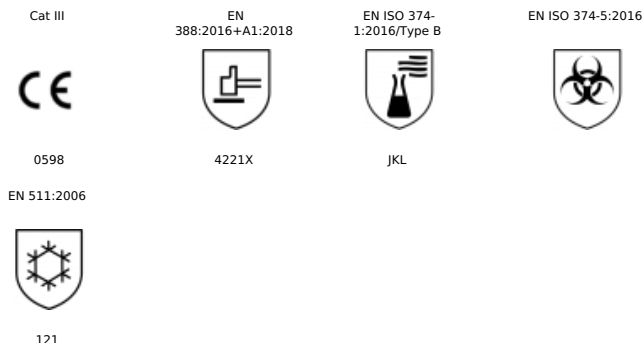 Cat III
EN
388:2016+A1:2018
EN ISO 374-
1:2016/Type B
EN ISO 374-5:2016
CE
0598
4221X
JKL
EN 511:2006
121